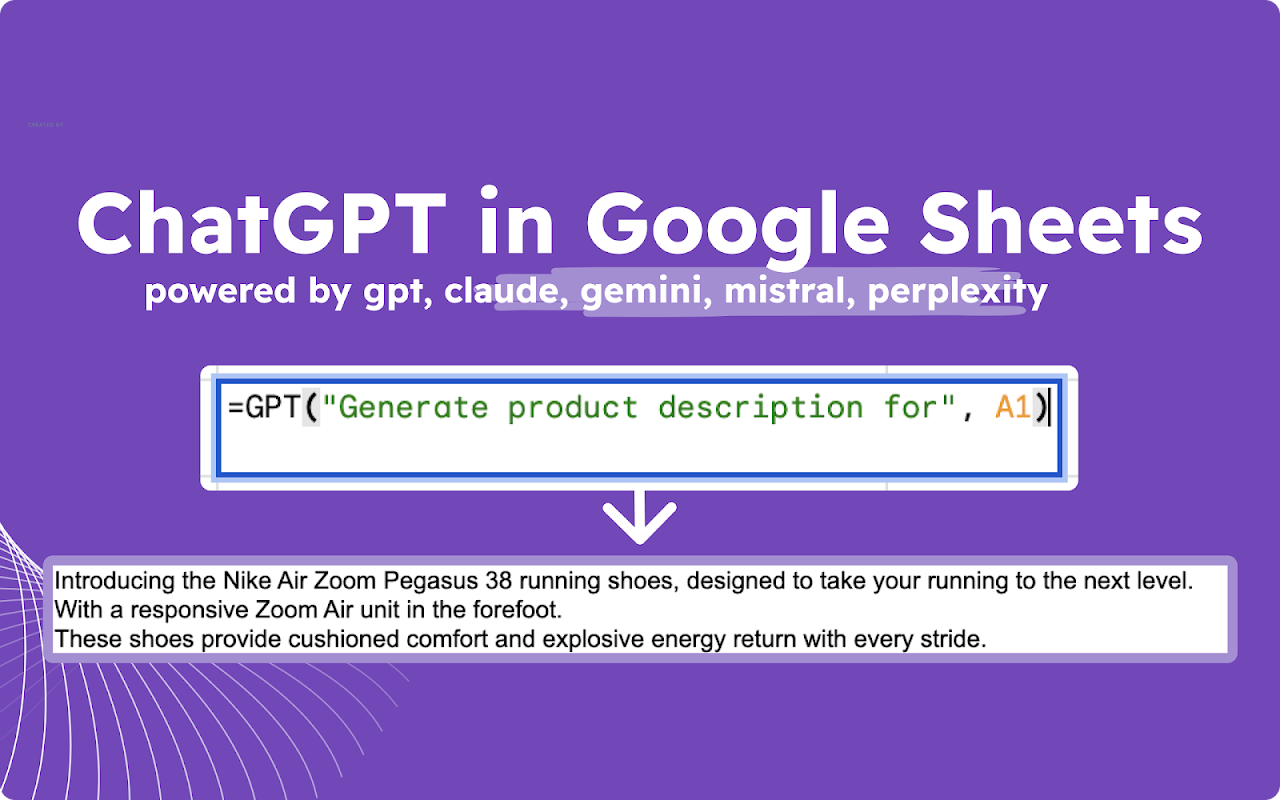 CREATED BY
ChatGPT in Google Sheets
powered by gpt, claude, gemini, mistral, perplexity
=GPT("Generate product description for", A1)
Introducing the Nike Air Zoom Pegasus 38 running shoes, designed to take your running to the next level.
With a responsive Zoom Air unit in the forefoot.
These shoes provide cushioned comfort and explosive energy return with every stride.